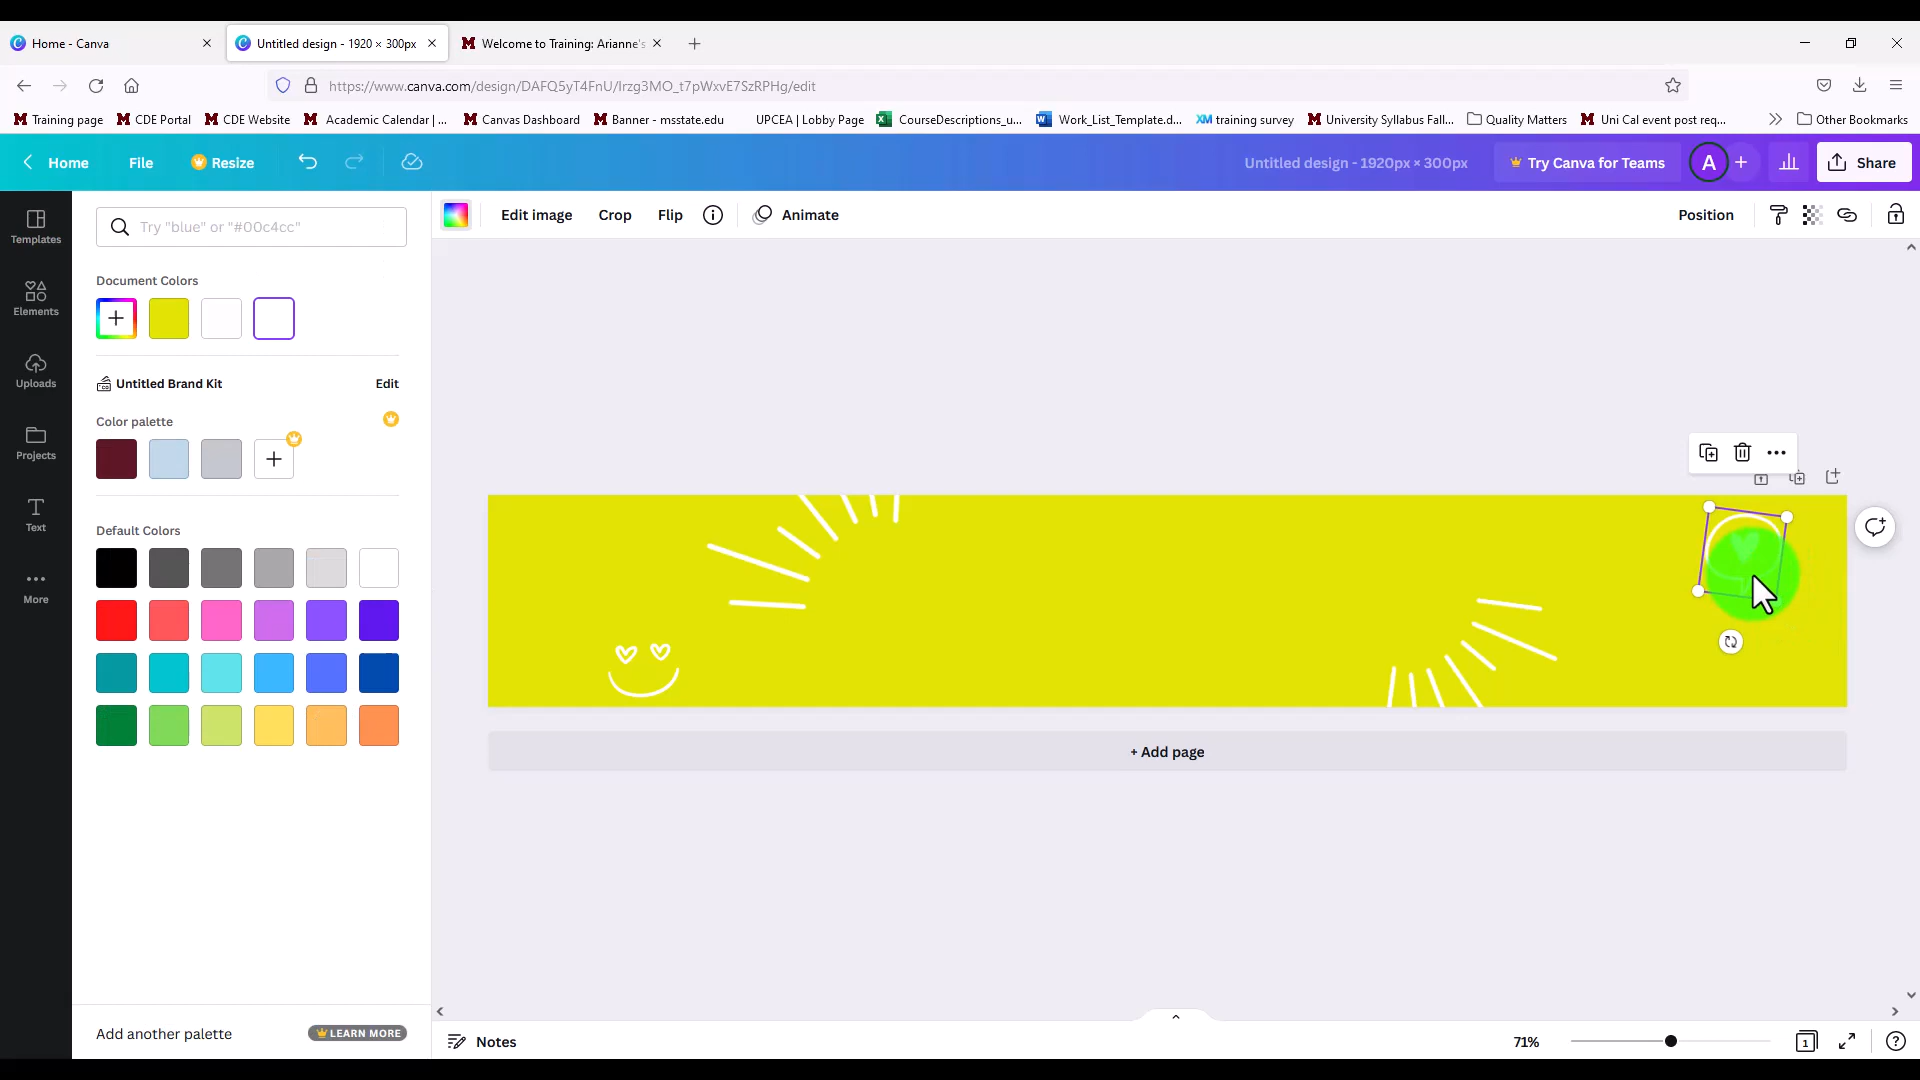 Home - Canva
Untitled design - 1920 × 300px
Welcome to Training: Arianne's
https://www.canva.com/design/DAFQ5yT4FnU/Irzg3MO_t7pWxvE7SzRPHg/edit
Training page
CDE Portal
CDE Website
Academic Calendar | ...
Canvas Dashboard
Banner - msstate.edu
UPCEA | Lobby Page
CourseDescriptions_u...
Work_List_Template.d...
XM training survey
University Syllabus Fall...
Quality Matters
Uni Cal event post req...
Other Bookmarks
Home
File
Resize
Untitled design - 1920px × 300px
Try Canva for Teams
A
Share
Templates
Elements
Uploads
Projects
Text
More
Try "blue" or "#00c4cc"
Edit image
Crop
Flip
Animate
Position
Document Colors
Untitled Brand Kit
Edit
Color palette
Default Colors
+ Add page
Add another palette
LEARN MORE
Notes
71%
1